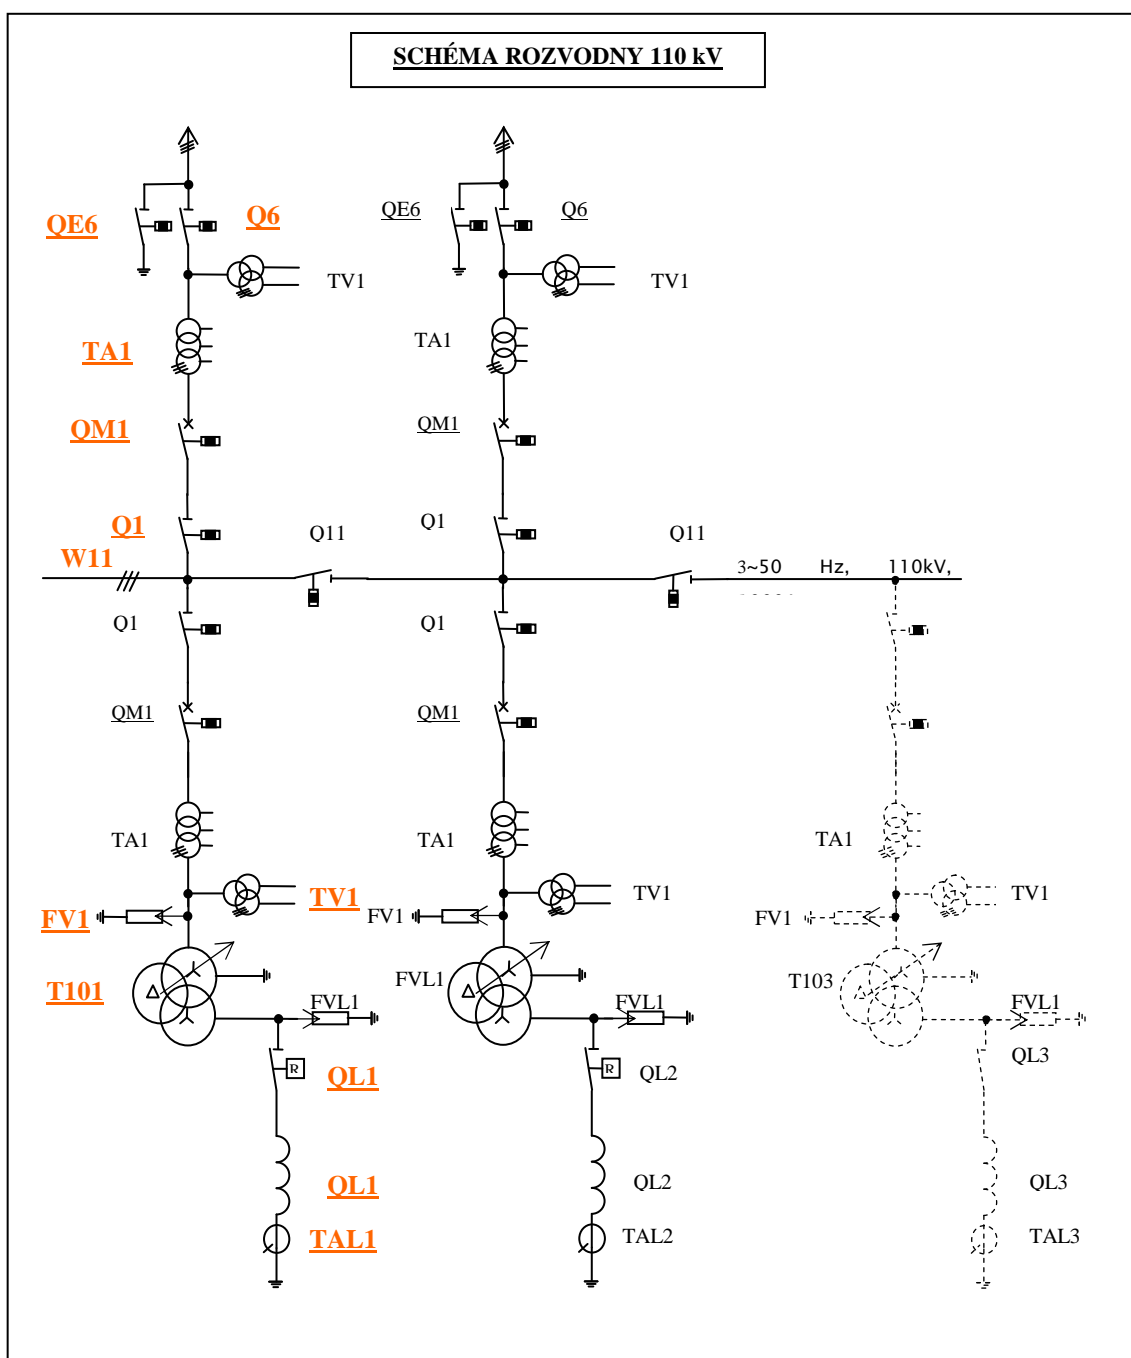 SCHÉMA ROZVODNY 110 kV
QE6 Q6 QE6 Q6
TV1 TV1
TA1 TA1
QM1 QM1
Q1 Q1
Q11 Q11
W11 3~50 Hz, 110kV,
Q1 Q1
QM1 QM1
TA1 TA1 TA1
TV1 TV1 TV1
FV1 FV1 FV1
T101 FVL1 T103
FVL1 FVL1 FVL1
R QL1 R QL2 QL3
QL1 QL2 QL3
TAL1 TAL2 TAL3